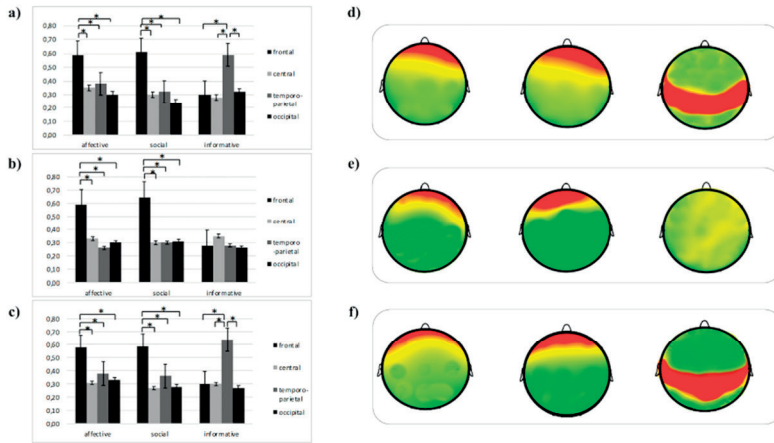 a)
0,80
0,70
0,60
0,50
0,40
0,30
0,20
0,10
0,00
* * * * * * * * *
affective social informative
frontal
central
temporo-
parietal
occipital
b)
0,80
0,70
0,60
0,50
0,40
0,30
0,20
0,10
0,00
* * * * * *
affective social informative
frontal
central
temporo
-parietal
occipital
c)
0,80
0,70
0,60
0,50
0,40
0,30
0,20
0,10
0,00
* * * * * * * * *
affective social informative
frontal
central
temporo-
parietal
occipital
d)
e)
f)